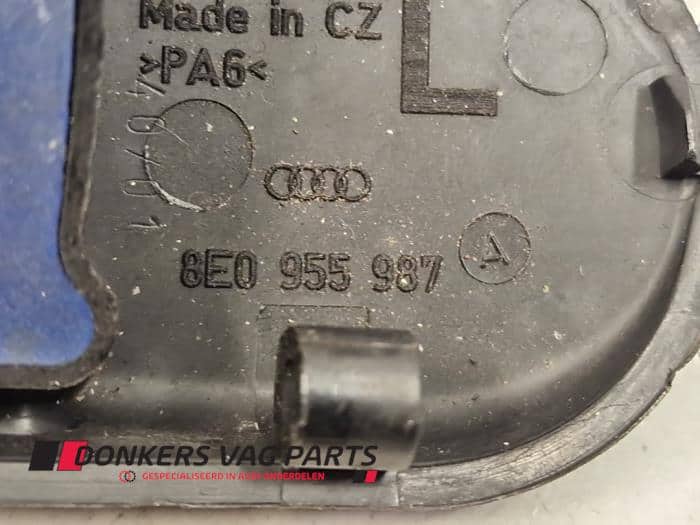 Made in CZ
>PA6<
L
8E0 955 987
A
DONKERS VAG PARTS